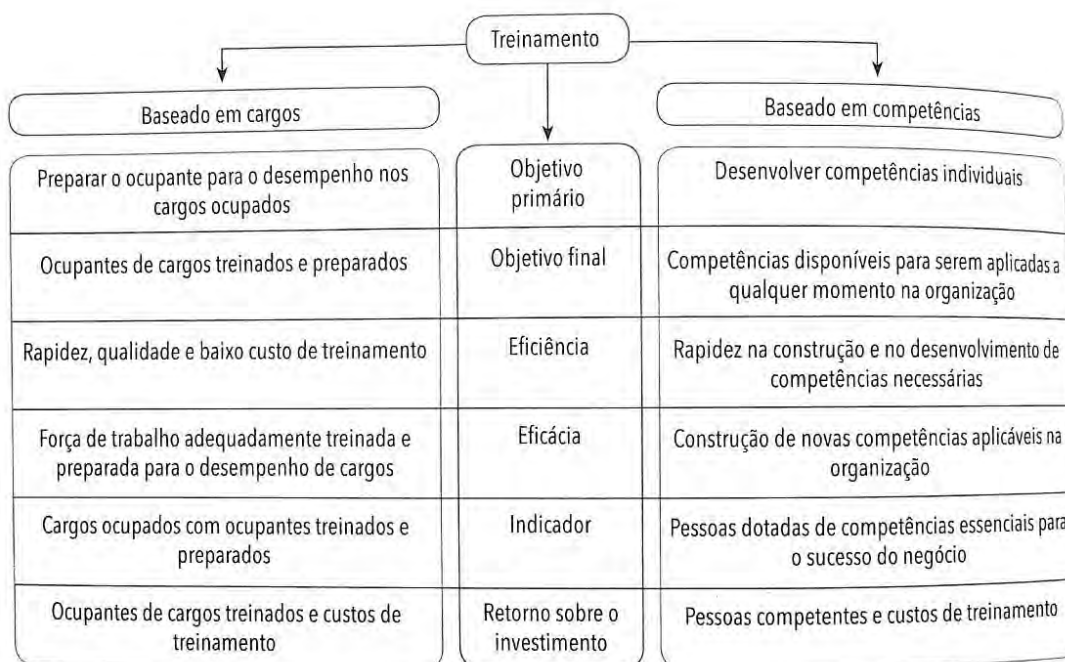 Treinamento
Baseado em cargos
Baseado em competências
Preparar o ocupante para o desempenho nos
cargos ocupados
Objetivo
primário
Desenvolver competências individuais
Ocupantes de cargos treinados e preparados
Objetivo final
Competências disponíveis para serem aplicadas a
qualquer momento na organização
Rapidez, qualidade e baixo custo de treinamento
Eficiência
Rapidez na construção e no desenvolvimento de
competências necessárias
Força de trabalho adequadamente treinada e
preparada para o desempenho de cargos
Eficácia
Construção de novas competências aplicáveis na
organização
Cargos ocupados com ocupantes treinados e
preparados
Indicador
Pessoas dotadas de competências essenciais para
o sucesso do negócio
Ocupantes de cargos treinados e custos de
treinamento
Retorno sobre o
investimento
Pessoas competentes e custos de treinamento